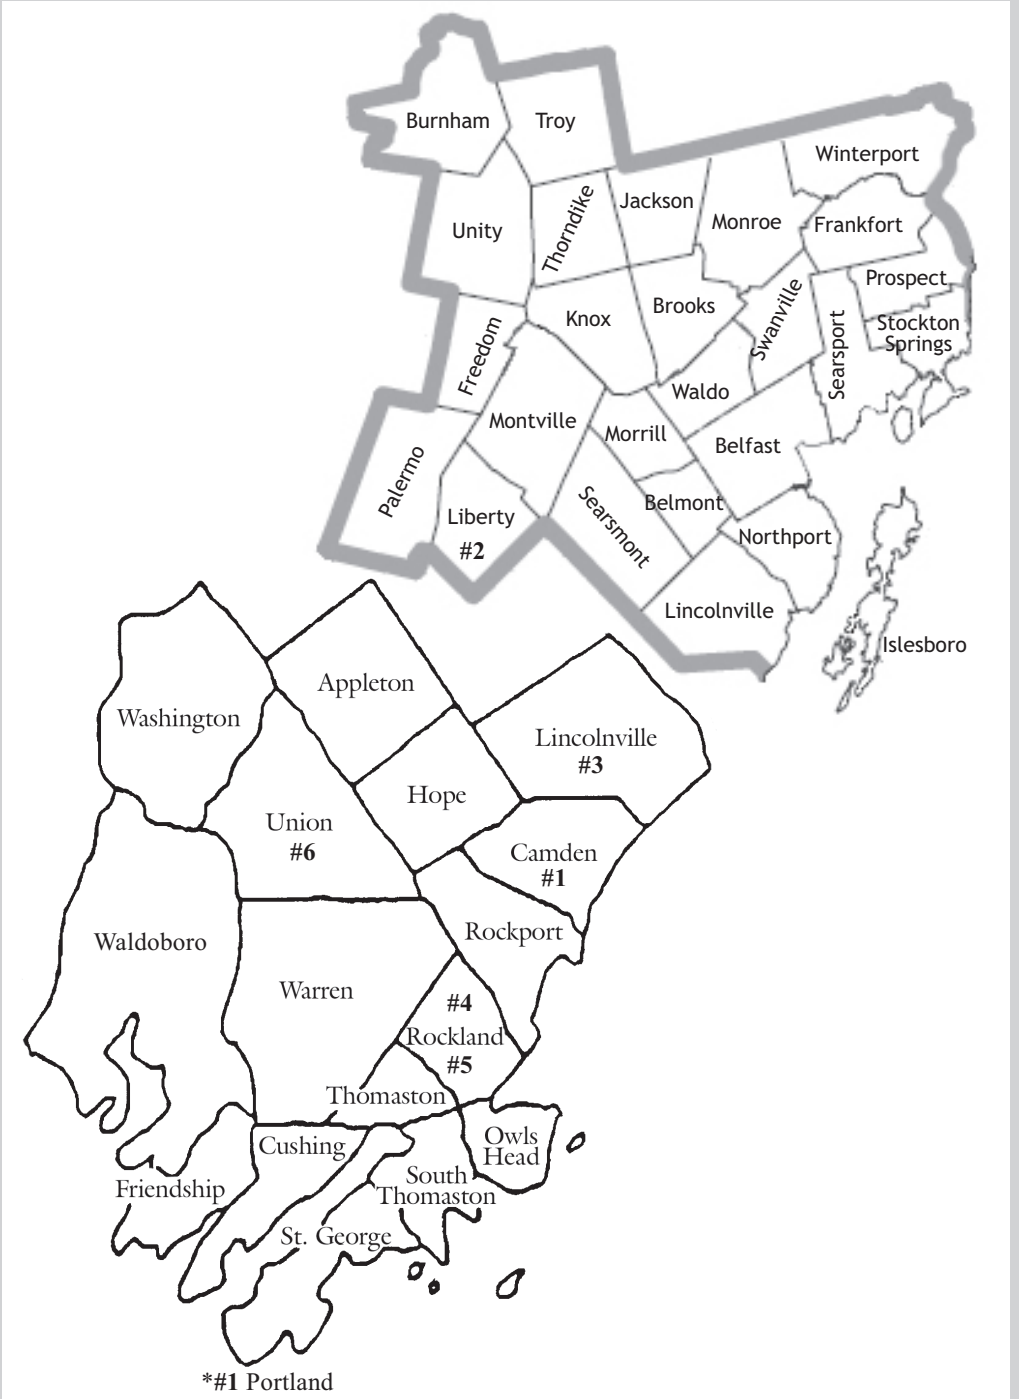 Burnham
Troy
Winterport
Jackson
Thorndike
Monroe
Frankfort
Unity
Prospect
Brooks
Knox
Swanville
Searsport
Stockton
Springs
Freedom
Waldo
Montville
Morrill
Belfast
Palermo
Searsmont
Belmont
Liberty
#2
Northport
Lincolnville
Islesboro
Appleton
Washington
Lincolnville
#3
Hope
Union
#6
Camden
#1
Rockport
Waldoboro
Warren
#4
Rockland
#5
Thomaston
Cushing
Owls
Head
Friendship
South
Thomaston
St. George
*#1 Portland